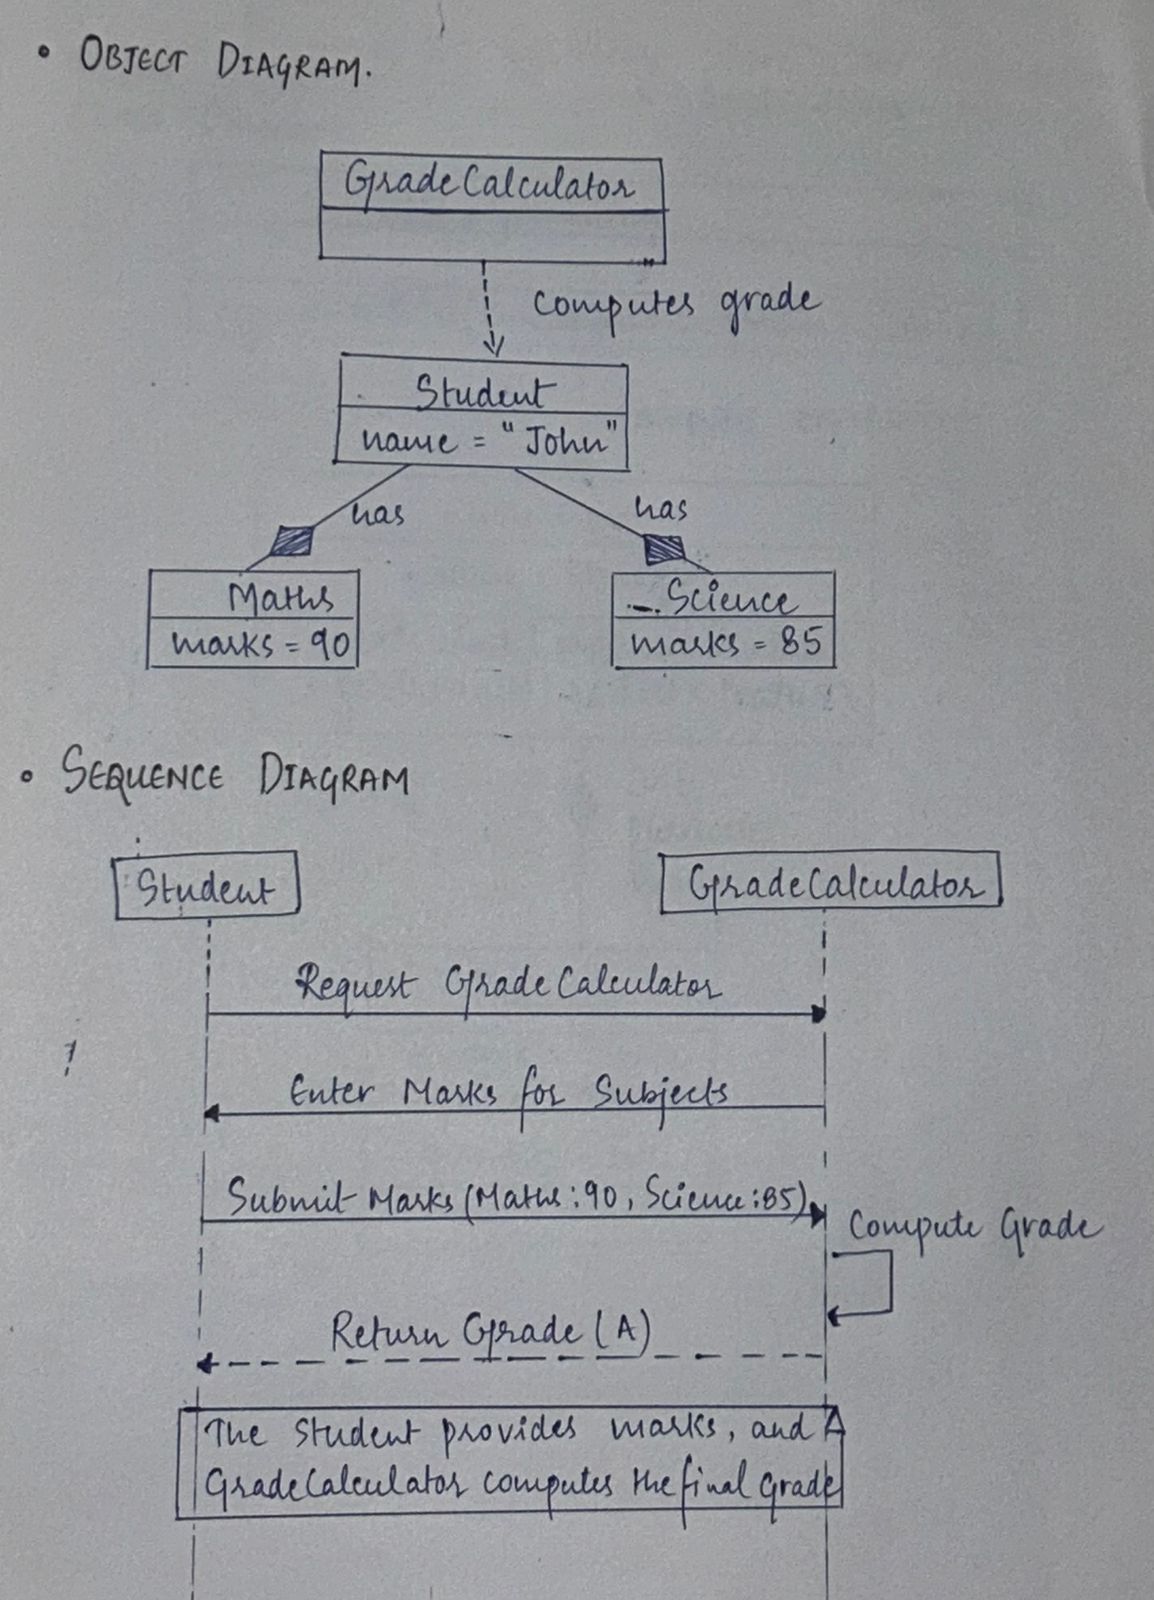 • OBJECT DIAGRAM.
GradeCalculator
computes grade
Student
name = "John"
has
has
Maths
marks = 90
Science
marks = 85
• SEQUENCE DIAGRAM
Student
GradeCalculator
Request GradeCalculator
Enter Marks for Subjects
Submit Marks (Maths:90, Science:85)
Compute Grade
Return Grade (A)
The Student provides marks, and
GradeCalculator computes the final Grade